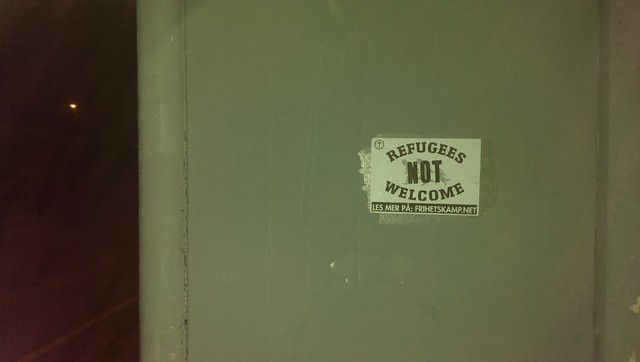 REFUGEES
NOT
WELCOME
LES MER PÅ: FRIHETSKAMP.NET